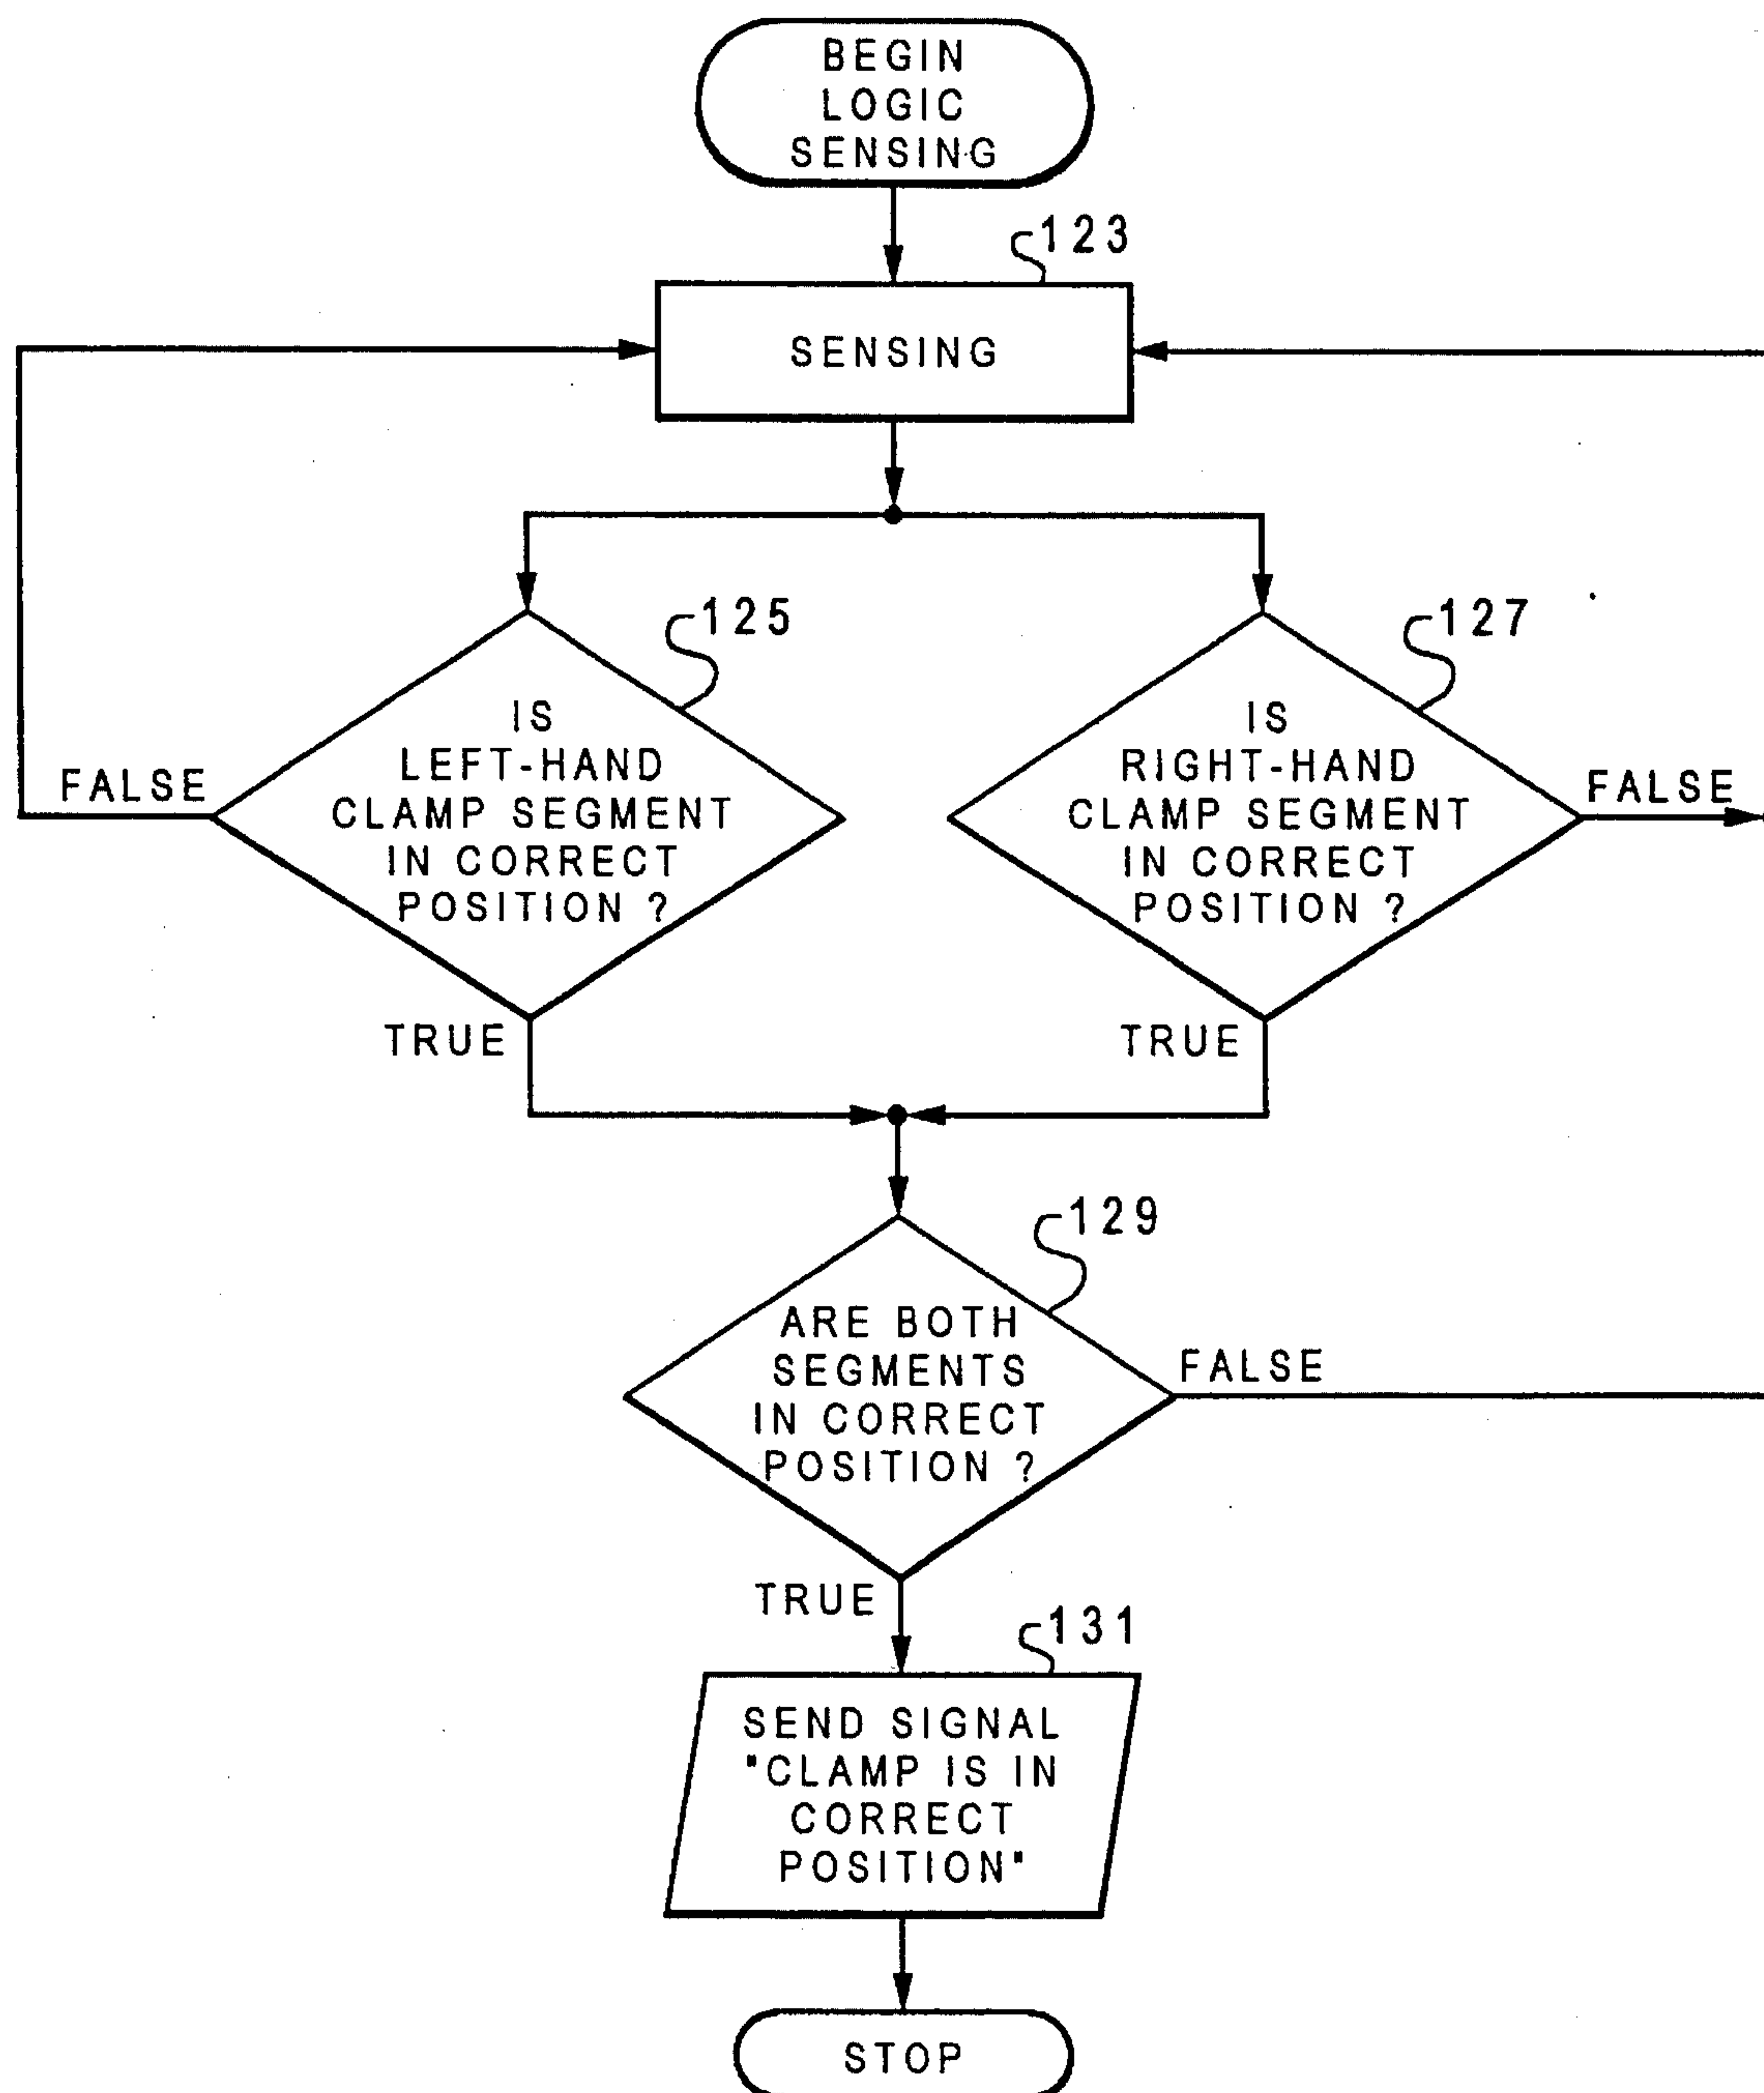 BEGIN
LOGIC
SENSING
123
SENSING
125
127
IS
LEFT-HAND
CLAMP SEGMENT
IN CORRECT
POSITION ?
FALSE
IS
RIGHT-HAND
CLAMP SEGMENT
IN CORRECT
POSITION ?
FALSE
TRUE
TRUE
129
ARE BOTH
SEGMENTS
IN CORRECT
POSITION ?
FALSE
TRUE
131
SEND SIGNAL
"CLAMP IS IN
CORRECT
POSITION"
STOP